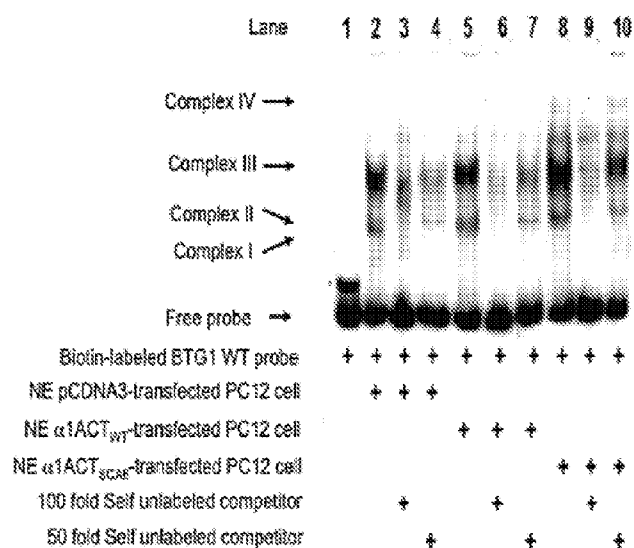 Lane 1 2 3 4 5 6 7 8 9 10
Complex IV
Complex III
Complex II
Complex I
Free probe
Biotin-labeled BTG1 WT probe + + + + + + + + + +
NE pCDNA3-transfected PC12 cell + + +
NE α1ACT_WT-transfected PC12 cell + + +
NE α1ACT_SCA6-transfected PC12 cell + + +
100 fold Self unlabeled competitor + + +
50 fold Self unlabeled competitor + + +